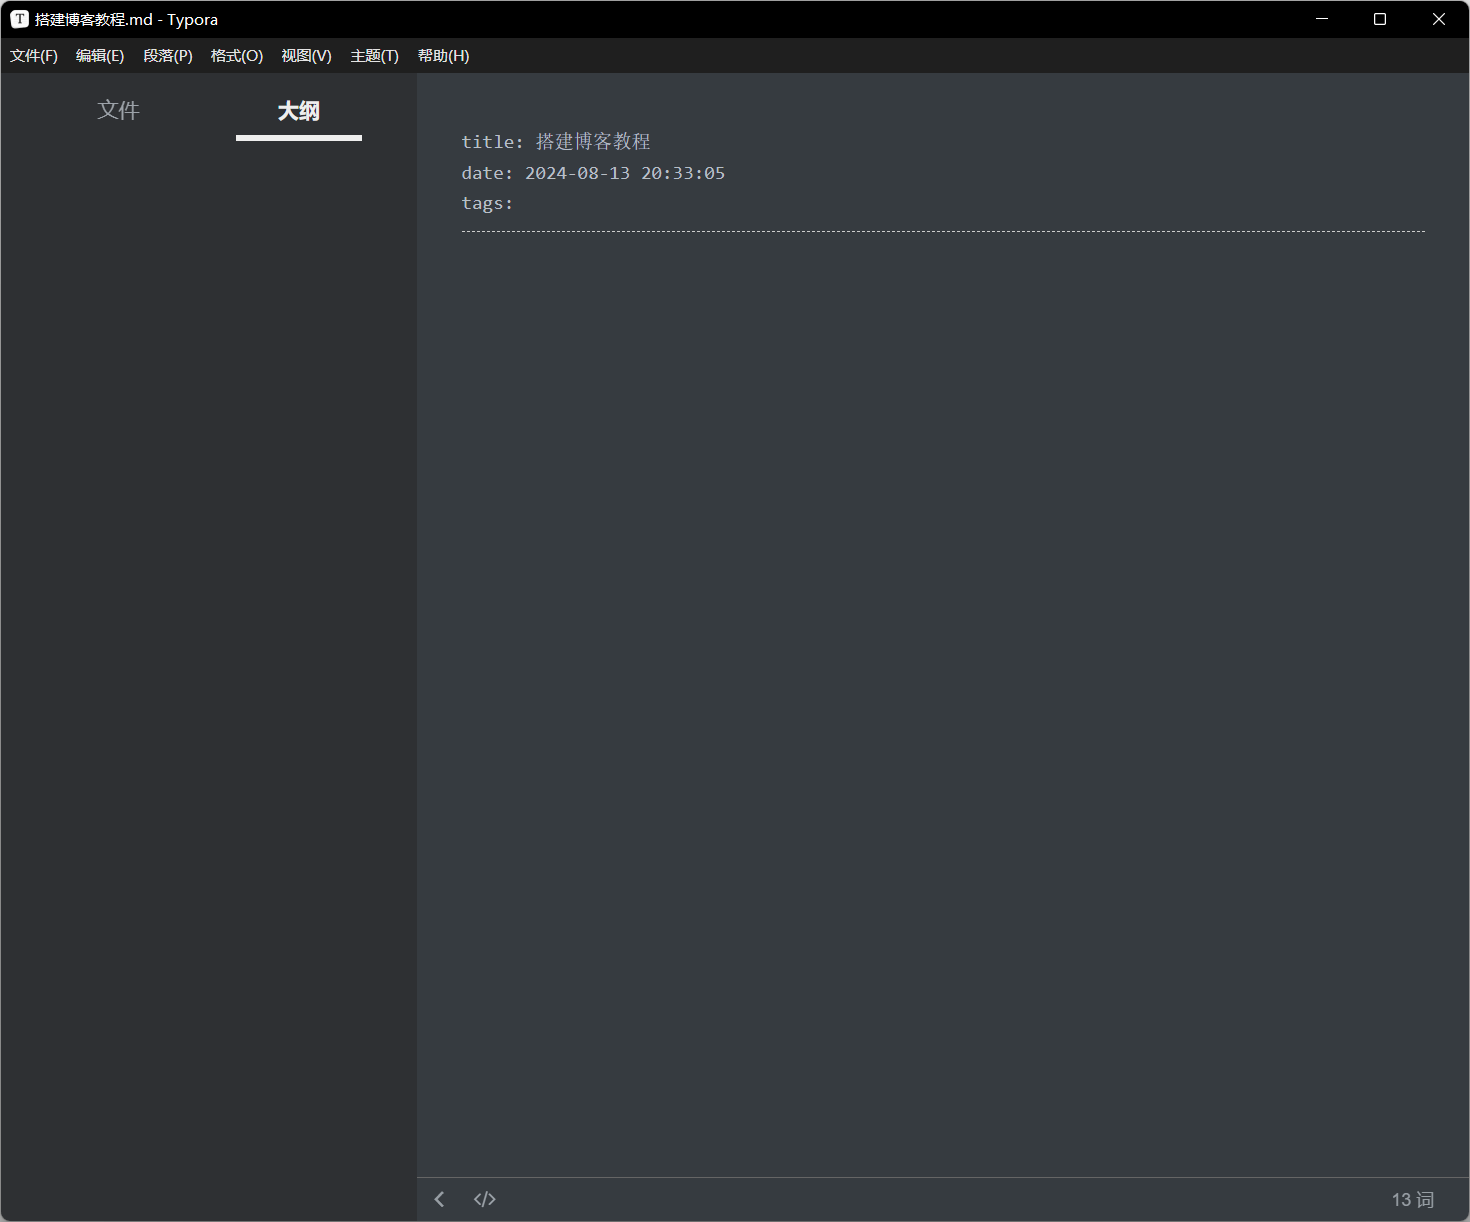 T 搭建博客教程.md - Typora
文件(F) 编辑(E) 段落(P) 格式(O) 视图(V) 主题(T) 帮助(H)
文件 大纲
title: 搭建博客教程
date: 2024-08-13 20:33:05
tags:
13 词